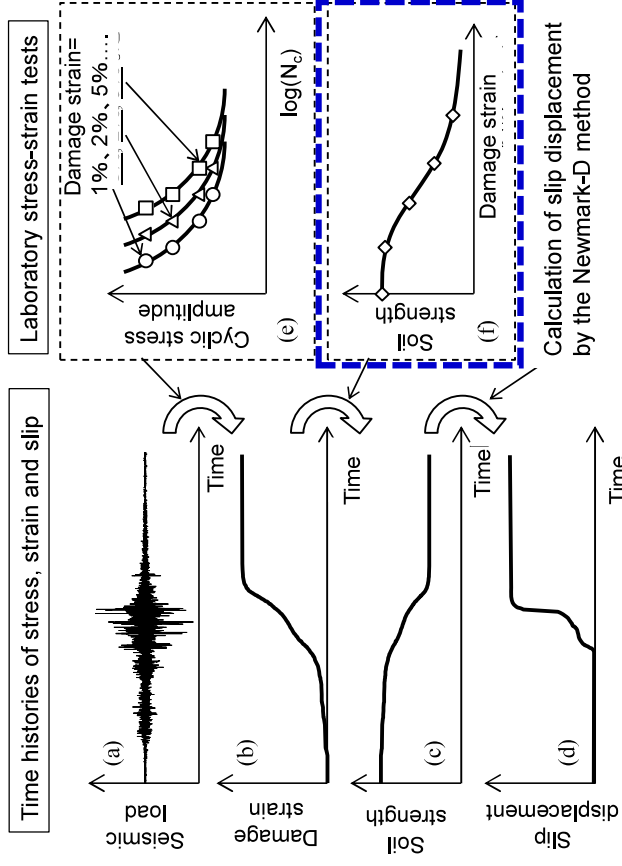 Time histories of stress, strain and slip
Laboratory stress-strain tests
Seismic
load
(a)
Time
Damage
strain
(b)
Time
Soil
strength
(c)
Time
Slip
displacement
(d)
Time
Damage strain=
1%、2%、5%....
Cyclic stress
amplitude
(e)
log(Nc)
Soil
strength
(f)
Damage strain
Calculation of slip displacement
by the Newmark-D method